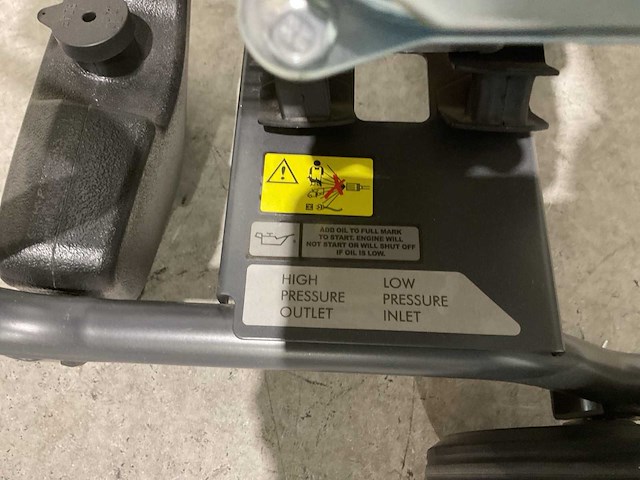 ADD OIL TO FULL MARK
TO START. ENGINE WILL
NOT START OR WILL SHUT OFF
IF OIL IS LOW.
HIGH
PRESSURE
OUTLET
LOW
PRESSURE
INLET